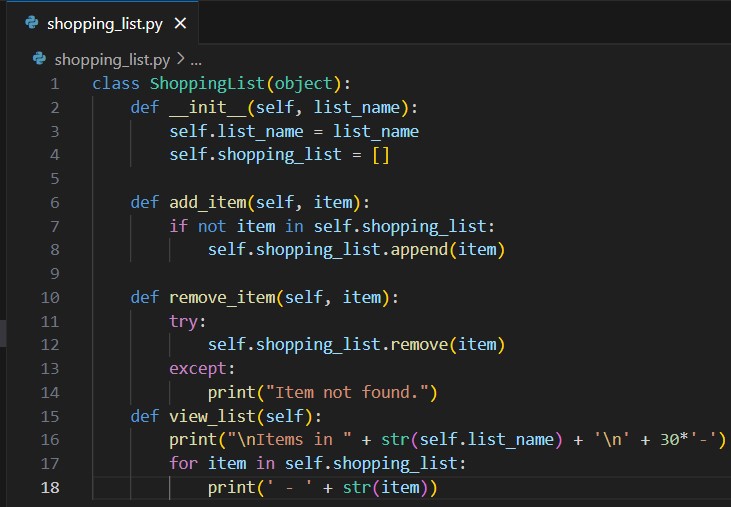 shopping_list.py ×
shopping_list.py > ...
1 class ShoppingList(object):
2     def __init__(self, list_name):
3         self.list_name = list_name
4         self.shopping_list = []
5
6     def add_item(self, item):
7         if not item in self.shopping_list:
8             self.shopping_list.append(item)
9
10     def remove_item(self, item):
11         try:
12             self.shopping_list.remove(item)
13         except:
14             print("Item not found.")
15     def view_list(self):
16         print("\nItems in " + str(self.list_name) + '\n' + 30*'-')
17         for item in self.shopping_list:
18             print(' - ' + str(item))